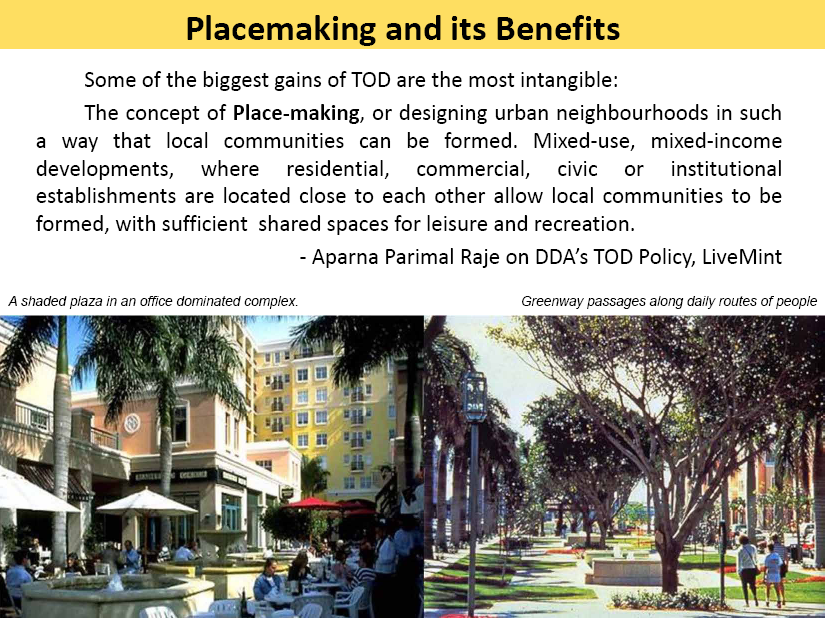 Placemaking and its Benefits
Some of the biggest gains of TOD are the most intangible:
The concept of Place-making, or designing urban neighbourhoods in such
a way that local communities can be formed. Mixed-use, mixed-income
developments, where residential, commercial, civic or institutional
establishments are located close to each other allow local communities to be
formed, with sufficient shared spaces for leisure and recreation.
- Aparna Parimal Raje on DDA's TOD Policy, LiveMint
A shaded plaza in an office dominated complex.
Greenway passages along daily routes of people